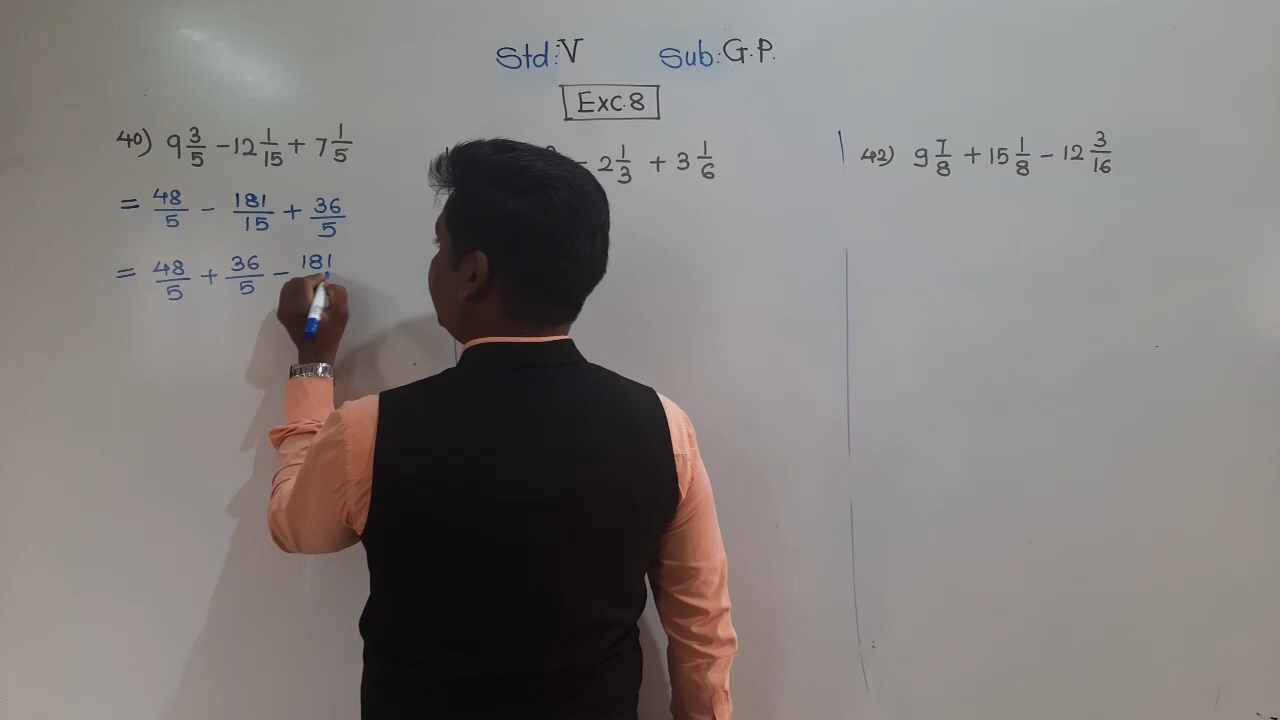 Std: V Sub: G.P.
Exc.8
40) 9 3/5 - 12 1/15 + 7 1/5
= 48/5 - 181/15 + 36/5
= 48/5 + 36/5 - 181
- 2 1/3 + 3 1/6
42) 9 7/8 + 15 1/8 - 12 3/16